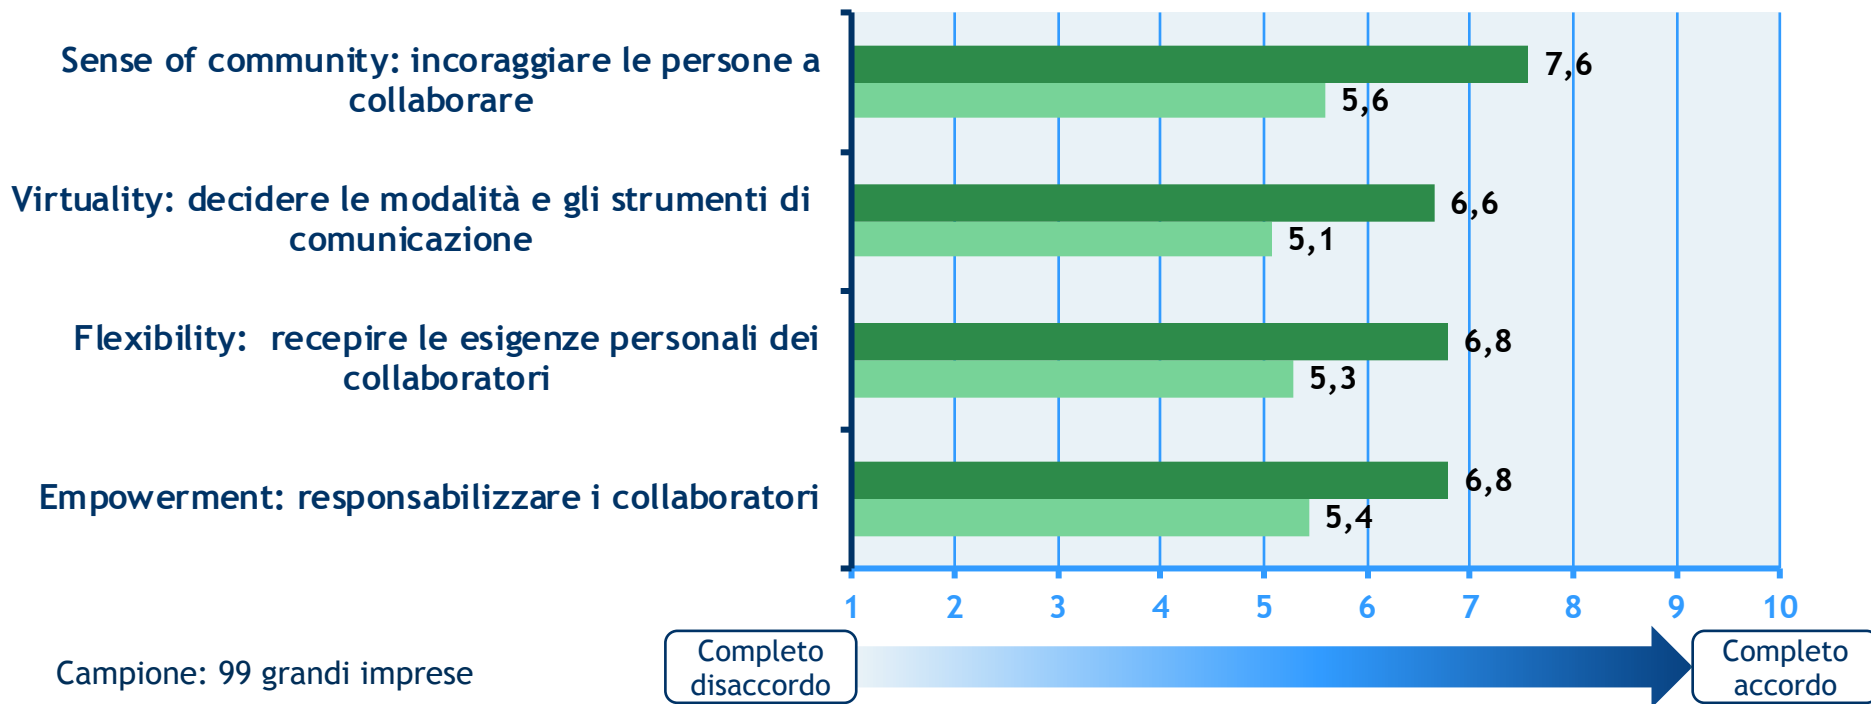 Sense of community: incoraggiare le persone a
collaborare
7,6
5,6
Virtuality: decidere le modalità e gli strumenti di
comunicazione
6,6
5,1
Flexibility: recepire le esigenze personali dei
collaboratori
6,8
5,3
Empowerment: responsabilizzare i collaboratori
6,8
5,4
1 2 3 4 5 6 7 8 9 10
Campione: 99 grandi imprese
Completo
disaccordo
Completo
accordo